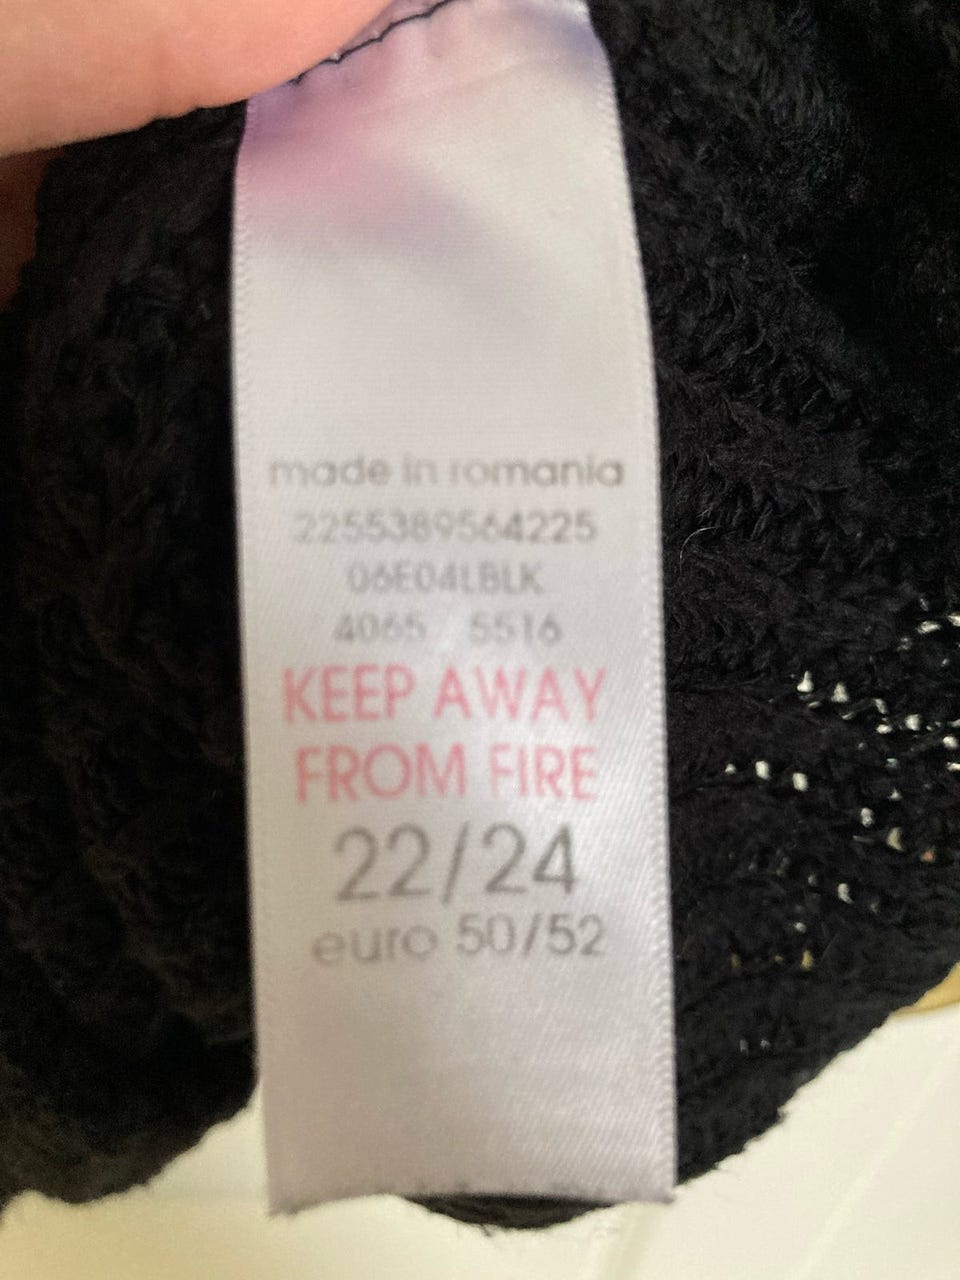 made in romania
2255389564225
06E04LBLK
4065 5516
KEEP AWAY
FROM FIRE
22/24
euro 50/52